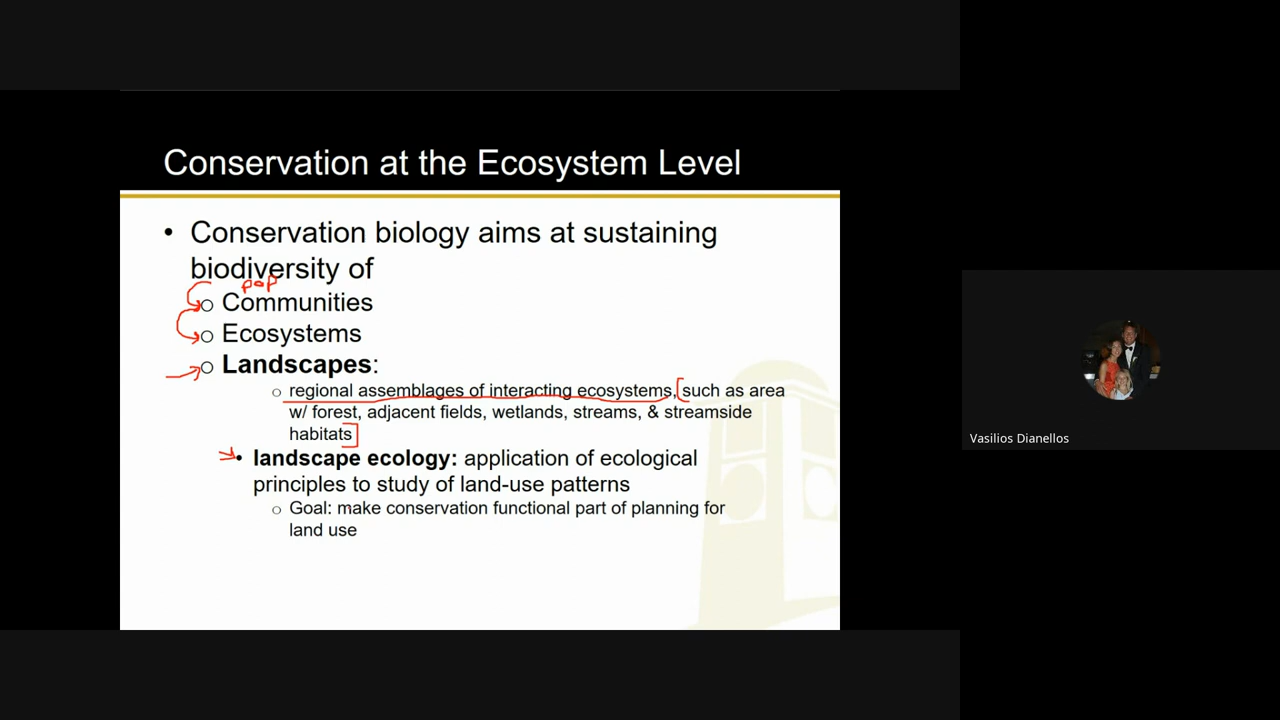 Conservation at the Ecosystem Level
• Conservation biology aims at sustaining
biodiversity of
pop
○ Communities
○ Ecosystems
○ Landscapes:
○ regional assemblages of interacting ecosystems, such as area
w/ forest, adjacent fields, wetlands, streams, & streamside
habitats
• landscape ecology: application of ecological
principles to study of land-use patterns
○ Goal: make conservation functional part of planning for
land use
Vasilios Dianellos